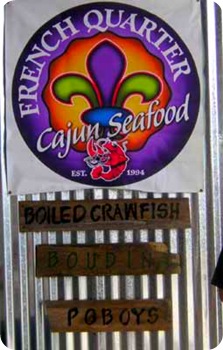 FRENCH QUARTER
Cajun Seafood
EST. 1994
BOILED CRAWFISH
BOUDIN
POBOYS